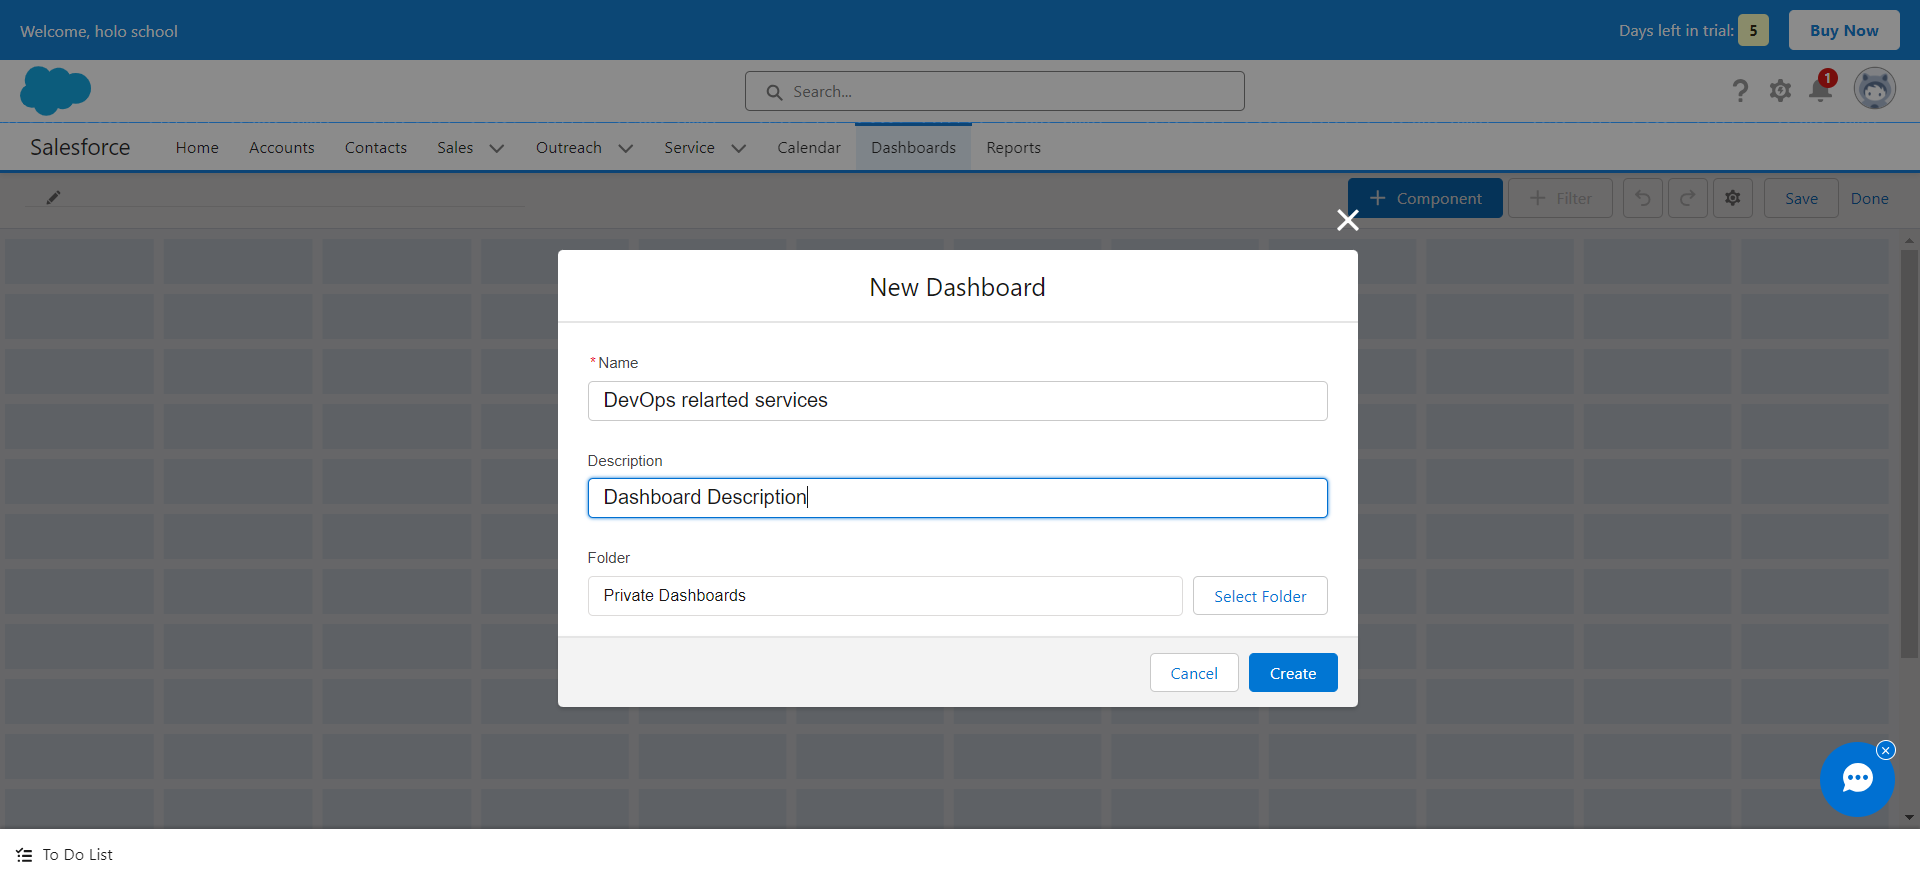 Welcome, holo school
Days left in trial: 5
Buy Now
Search...
1
Salesforce
Home
Accounts
Contacts
Sales
Outreach
Service
Calendar
Dashboards
Reports
+ Component
+ Filter
Save
Done
New Dashboard
*Name
DevOps relarted services
Description
Dashboard Description
Folder
Private Dashboards
Select Folder
Cancel
Create
To Do List